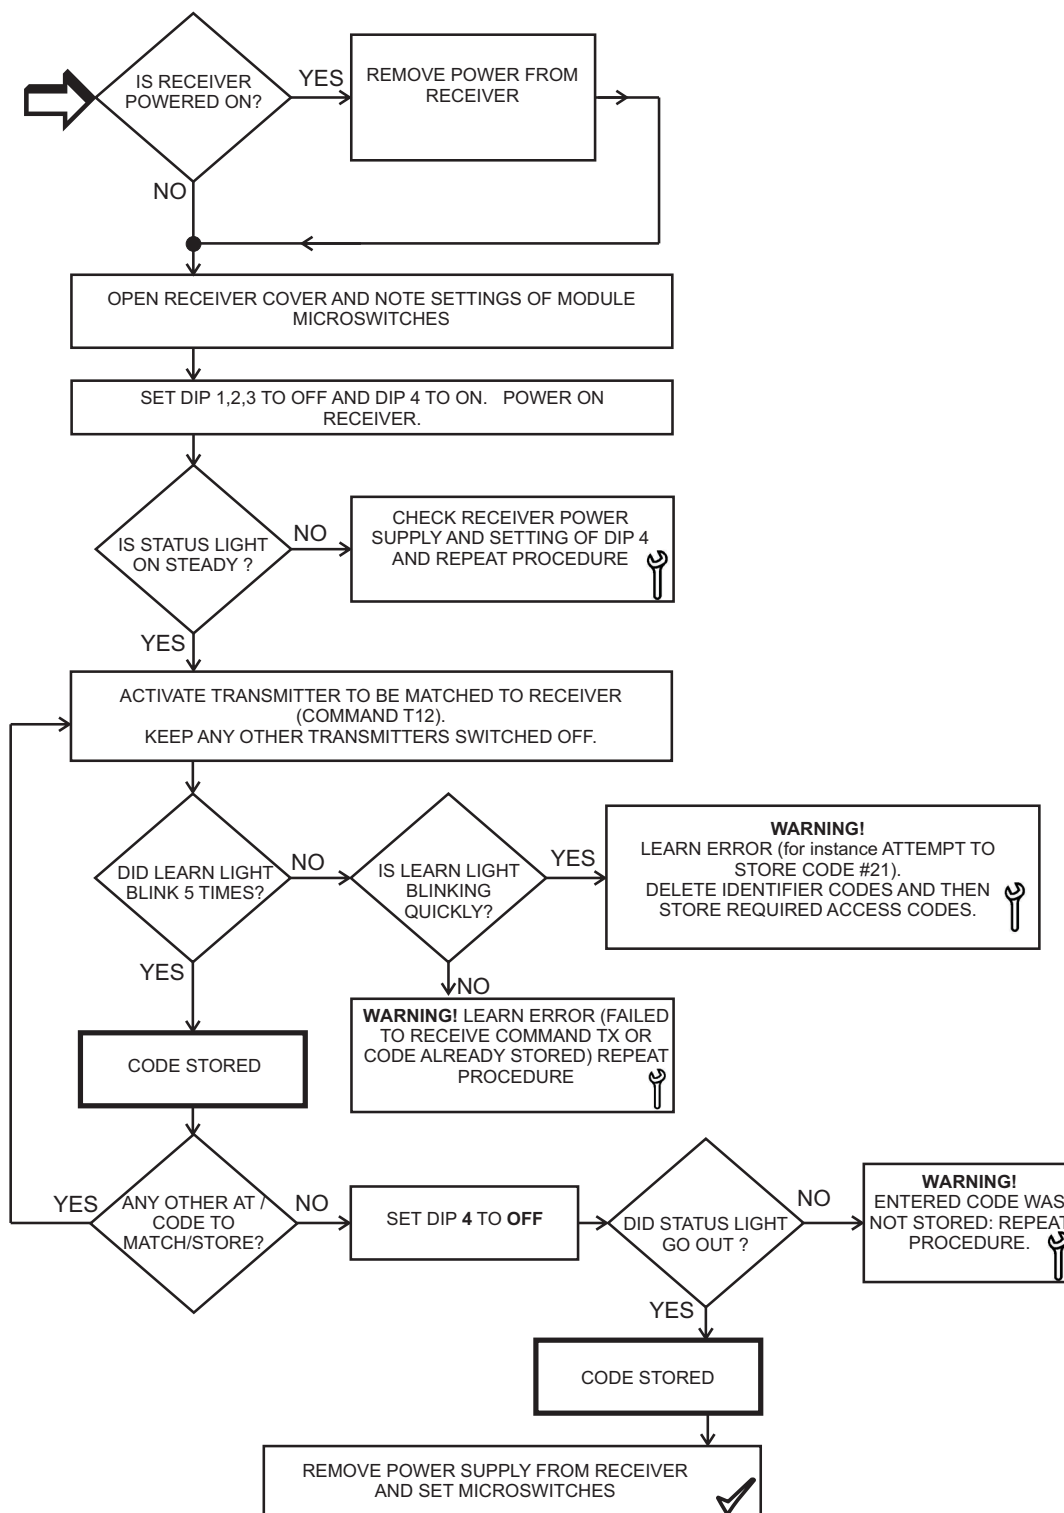 IS RECEIVER
POWERED ON?
YES
REMOVE POWER FROM
RECEIVER
NO
OPEN RECEIVER COVER AND NOTE SETTINGS OF MODULE
MICROSWITCHES
SET DIP 1,2,3 TO OFF AND DIP 4 TO ON. POWER ON
RECEIVER.
IS STATUS LIGHT
ON STEADY ?
NO
CHECK RECEIVER POWER
SUPPLY AND SETTING OF DIP 4
AND REPEAT PROCEDURE
YES
ACTIVATE TRANSMITTER TO BE MATCHED TO RECEIVER
(COMMAND T12).
KEEP ANY OTHER TRANSMITTERS SWITCHED OFF.
DID LEARN LIGHT
BLINK 5 TIMES?
NO
IS LEARN LIGHT
BLINKING
QUICKLY?
YES
WARNING!
LEARN ERROR (for instance ATTEMPT TO
STORE CODE #21).
DELETE IDENTIFIER CODES AND THEN
STORE REQUIRED ACCESS CODES.
YES
NO
WARNING! LEARN ERROR (FAILED
TO RECEIVE COMMAND TX OR
CODE ALREADY STORED) REPEAT
PROCEDURE
CODE STORED
YES
ANY OTHER AT /
CODE TO
MATCH/STORE?
NO
SET DIP 4 TO OFF
DID STATUS LIGHT
GO OUT ?
NO
WARNING!
ENTERED CODE WAS
NOT STORED: REPEAT
PROCEDURE.
YES
CODE STORED
REMOVE POWER SUPPLY FROM RECEIVER
AND SET MICROSWITCHES